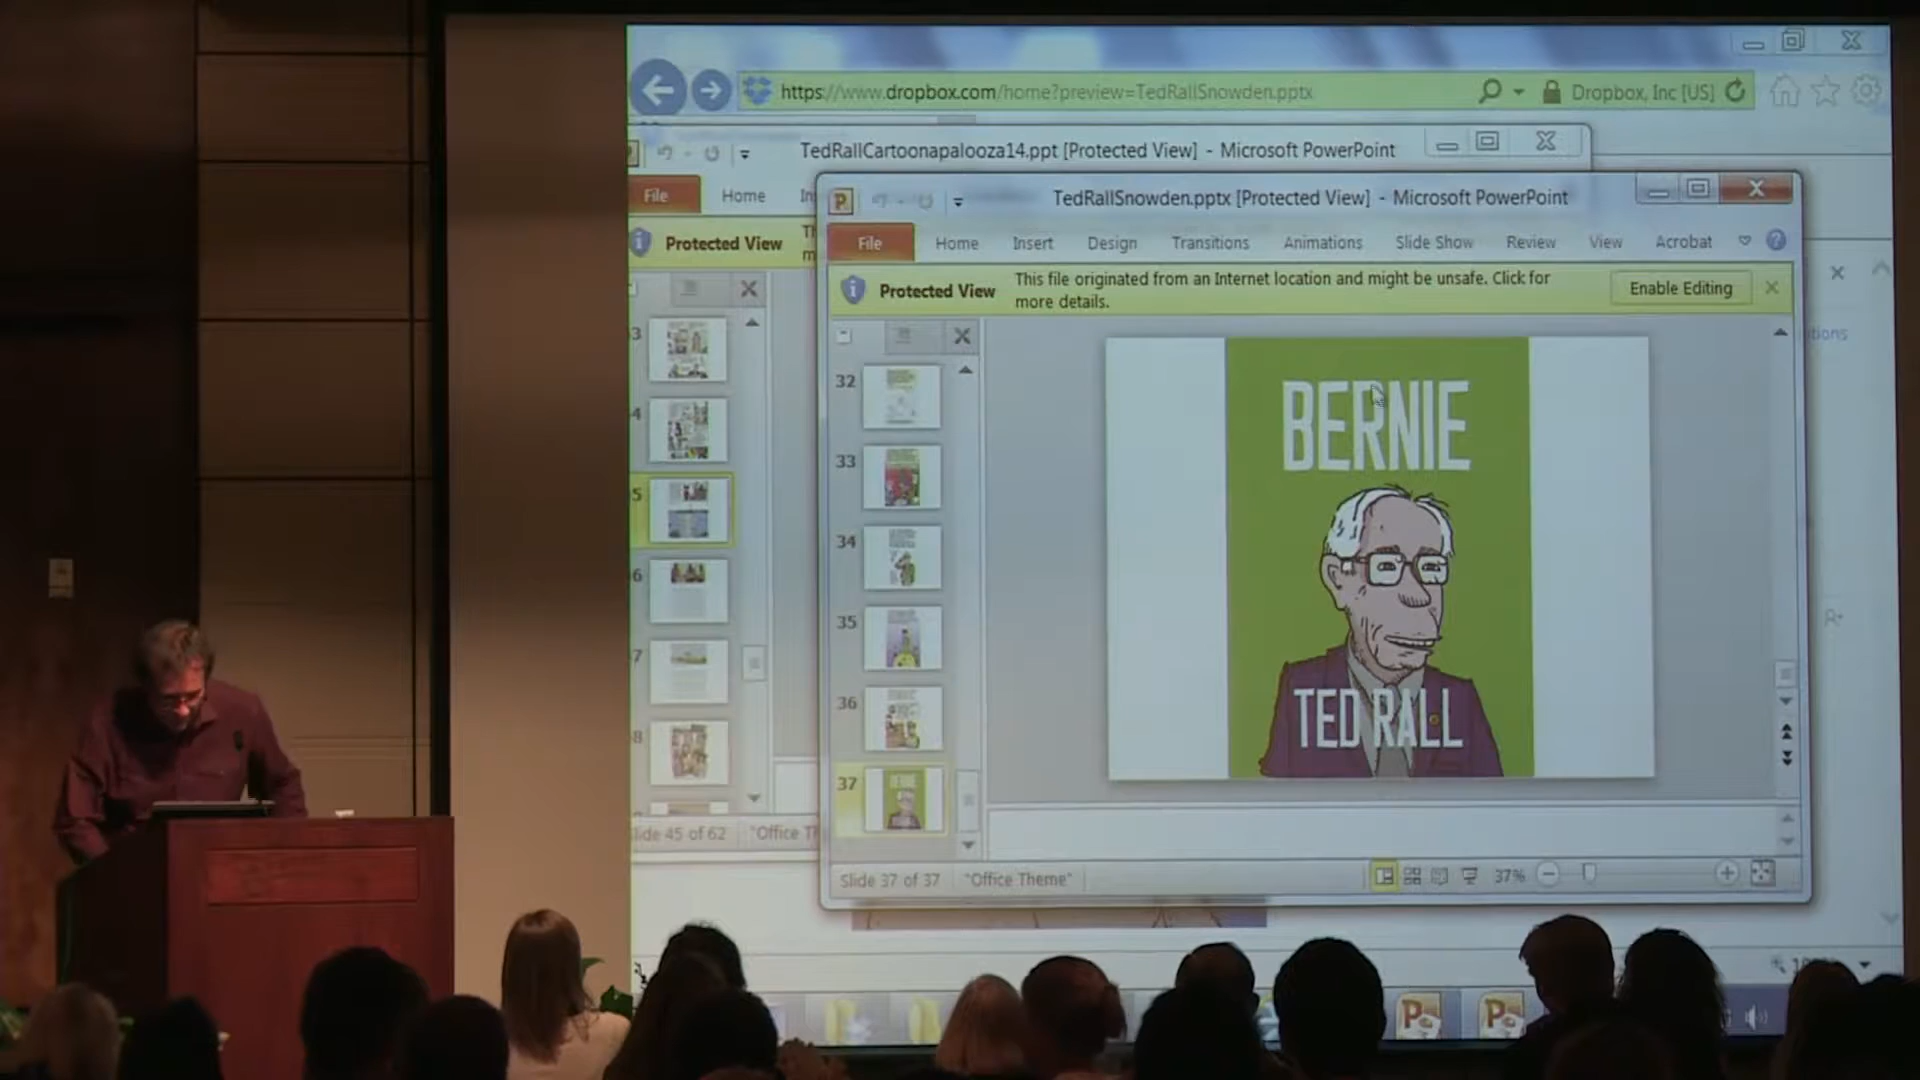 https://www.dropbox.com/home?preview=TedRallSnowden.pptx
Dropbox, Inc [US]
TedRallCartoonapalooza14.ppt [Protected View] - Microsoft PowerPoint
File Home
Protected View
TedRallSnowden.pptx [Protected View] - Microsoft PowerPoint
File Home Insert Design Transitions Animations Slide Show Review View Acrobat
Protected View This file originated from an Internet location and might be unsafe. Click for
more details.
Enable Editing
32
33
34
35
36
37
BERNIE
TED RALL
Slide 37 of 37 "Office Theme"
37%
lide 45 of 62 "Office T